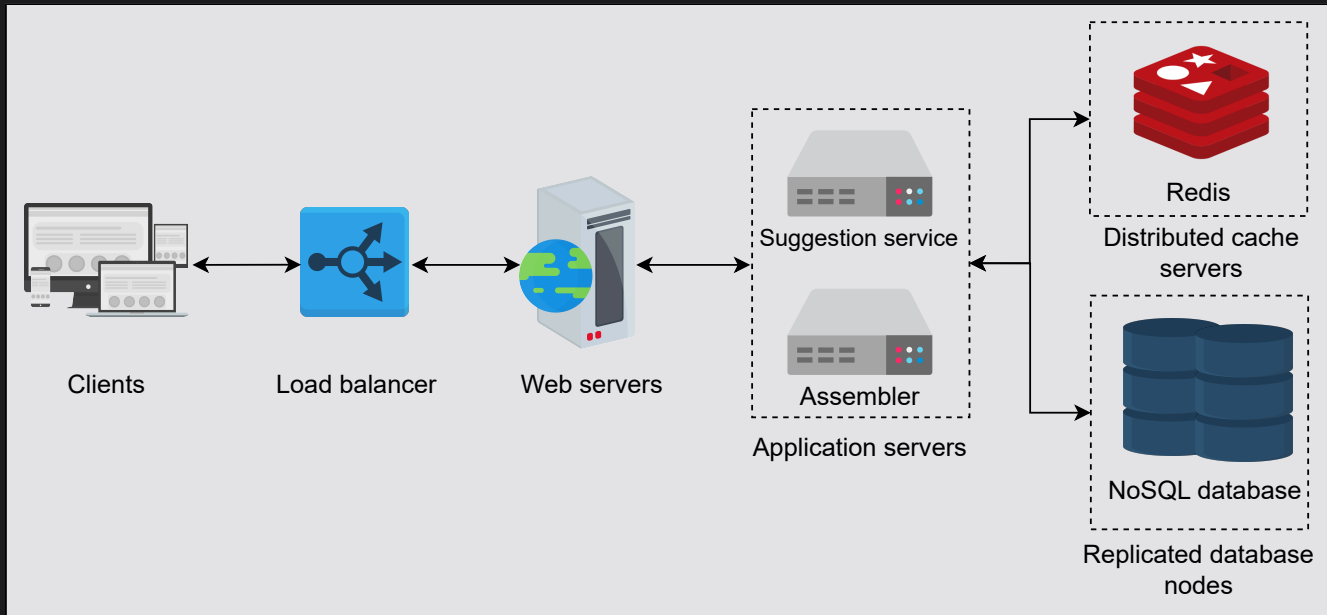 Clients
Load balancer
Web servers
Suggestion service
Assembler
Application servers
Redis
Distributed cache
servers
NoSQL database
Replicated database
nodes